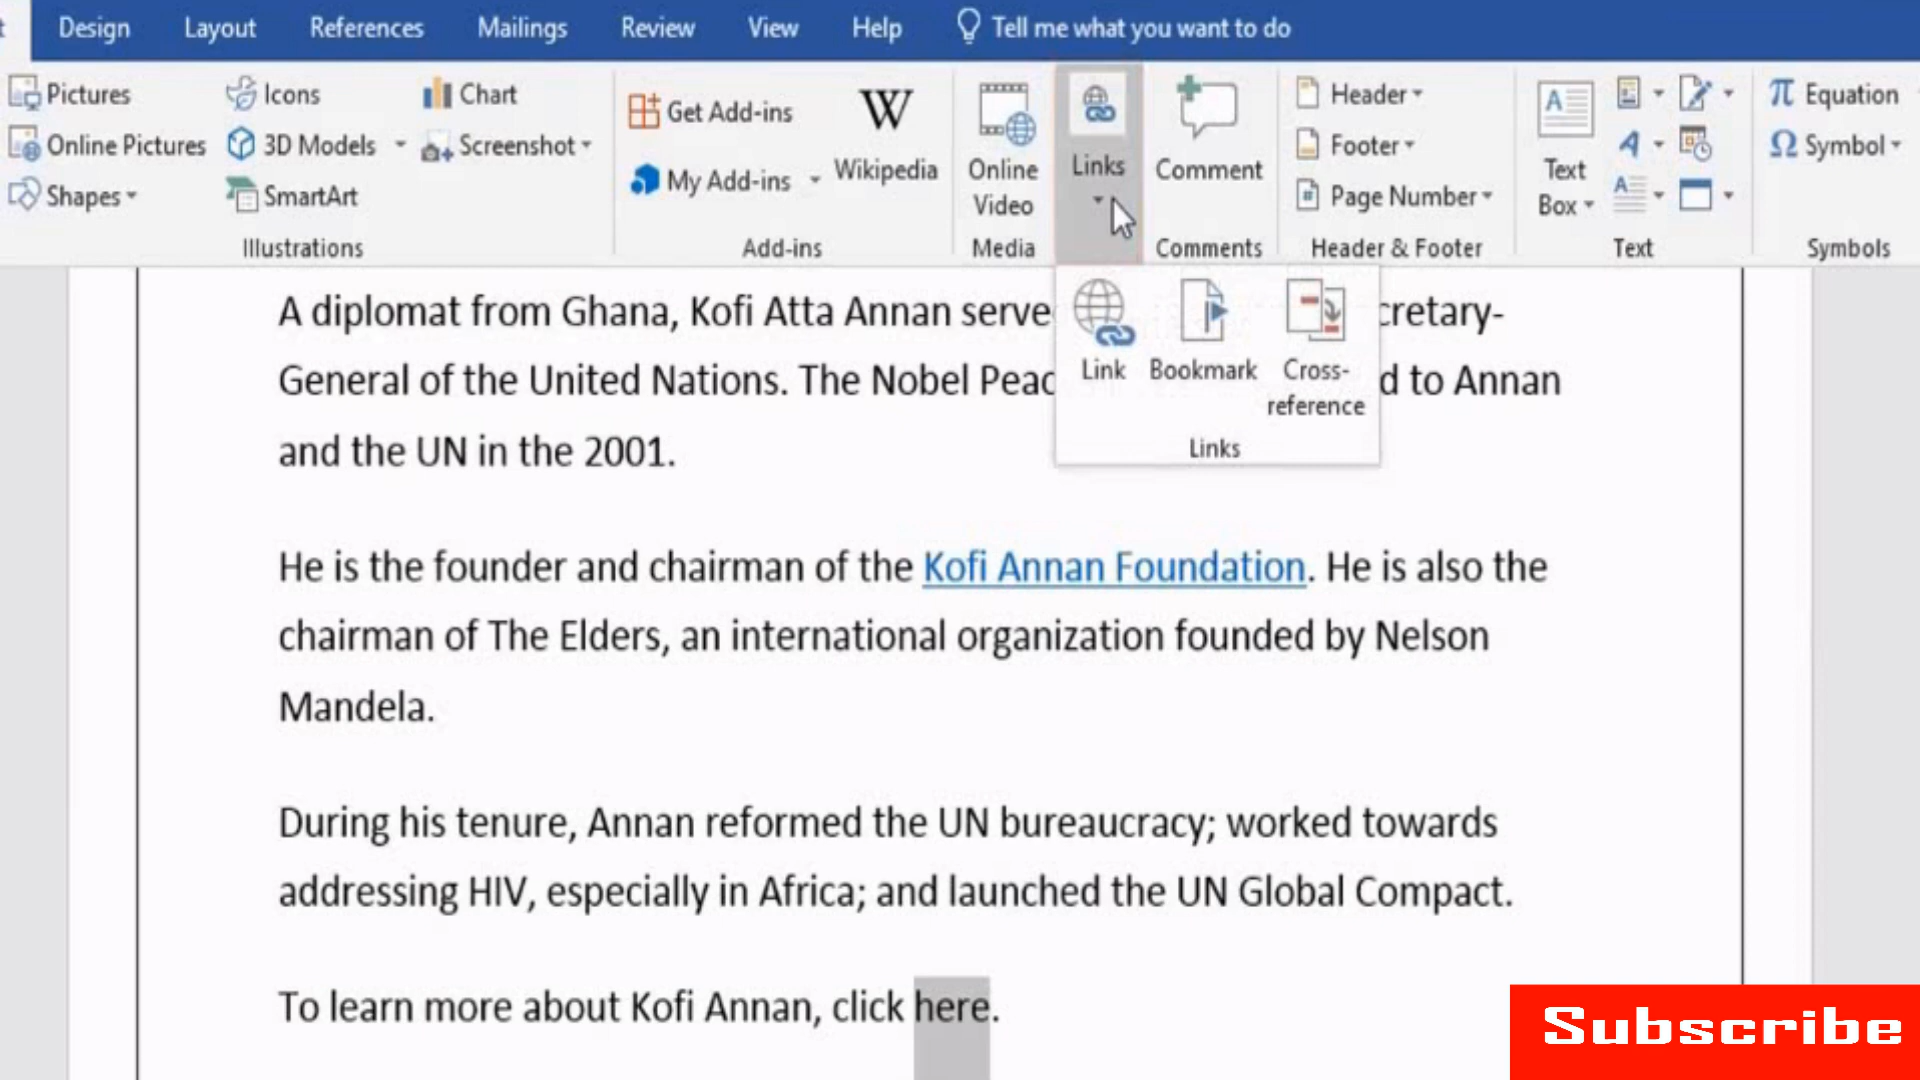 Design Layout References Mailings Review View Help Tell me what you want to do
Pictures Icons Chart
Online Pictures 3D Models Screenshot
Shapes SmartArt
Illustrations
Get Add-ins
My Add-ins
W
Wikipedia
Add-ins
Online
Video
Media
Links
Comment
Comments
Header
Footer
Page Number
Header & Footer
Text
Box
Text
Equation
Symbol
Symbols
Link Bookmark Cross-
reference
Links
A diplomat from Ghana, Kofi Atta Annan serve cretary-
General of the United Nations. The Nobel Peac d to Annan
and the UN in the 2001.
He is the founder and chairman of the Kofi Annan Foundation. He is also the
chairman of The Elders, an international organization founded by Nelson
Mandela.
During his tenure, Annan reformed the UN bureaucracy; worked towards
addressing HIV, especially in Africa; and launched the UN Global Compact.
To learn more about Kofi Annan, click here.
Subscribe